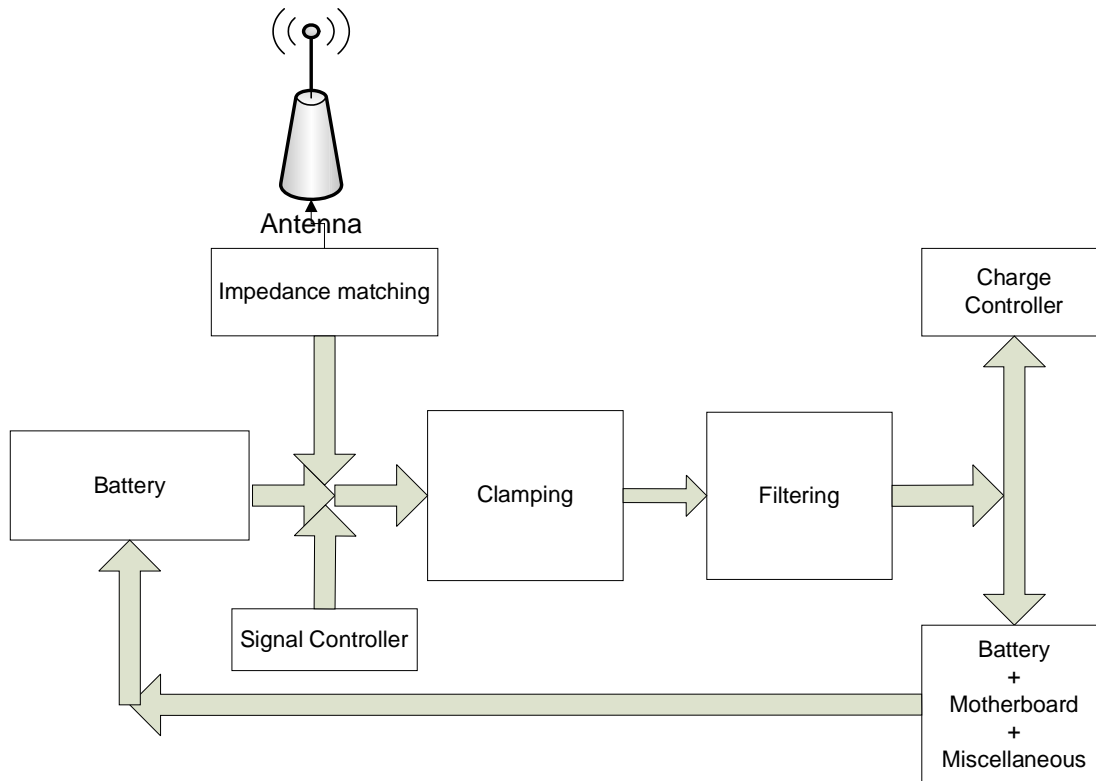 Antenna
Impedance matching
Charge
Controller
Battery
Clamping
Filtering
Signal Controller
Battery
+
Motherboard
+
Miscellaneous